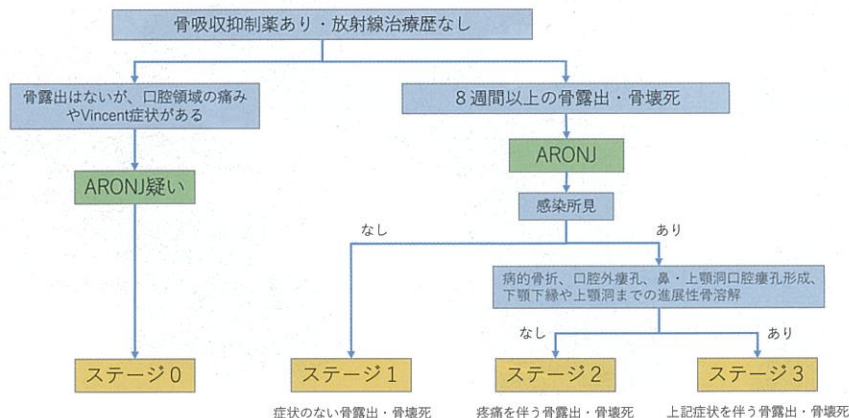 骨吸収抑制薬あり・放射線治療歴なし
骨露出はないが、口腔領域の痛み
やVincent症状がある
8週間以上の骨露出・骨壊死
ARONJ
ARONJ疑い
感染所見
なし
あり
病的骨折、口腔外瘻孔、鼻・上顎洞口腔瘻孔形成、
下顎下縁や上顎洞までの進展性骨溶解
なし
あり
ステージ0
ステージ1
ステージ2
ステージ3
症状のない骨露出・骨壊死
疼痛を伴う骨露出・骨壊死
上記症状を伴う骨露出・骨壊死